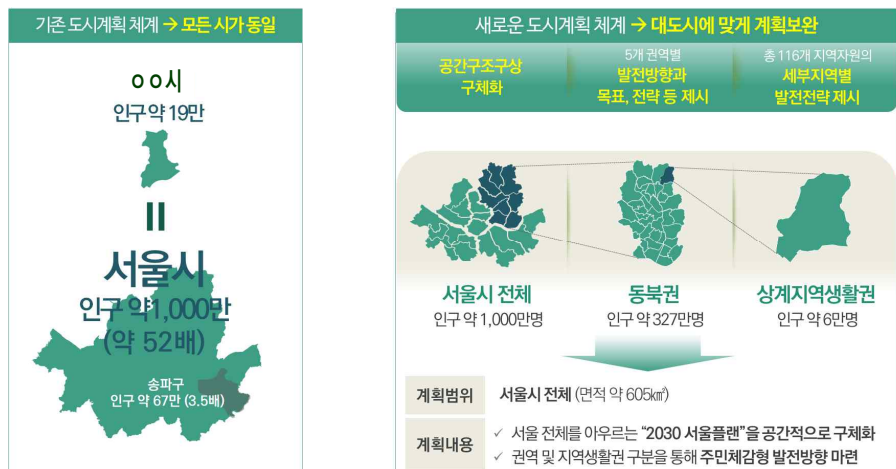 기존 도시계획 체계 → 모든 시가 동일
ㅇㅇ시
인구 약 19만
=
서울시
인구 약1,000만
(약 52배)
송파구
인구 약 67만 (3.5배)
새로운 도시계획 체계 → 대도시에 맞게 계획보완
공간구조구상
구체화
5개 권역별
발전방향과
목표, 전략 등 제시
총 116개 지역자원의
세부지역별
발전전략 제시
서울시 전체
인구 약 1,000만명
동북권
인구 약 327만명
상계지역생활권
인구 약 6만명
계획범위
서울시 전체 (면적 약 605㎢)
계획내용
✓ 서울 전체를 아우르는 “2030 서울플랜”을 공간적으로 구체화
✓ 권역 및 지역생활권 구분을 통해 주민체감형 발전방향 마련